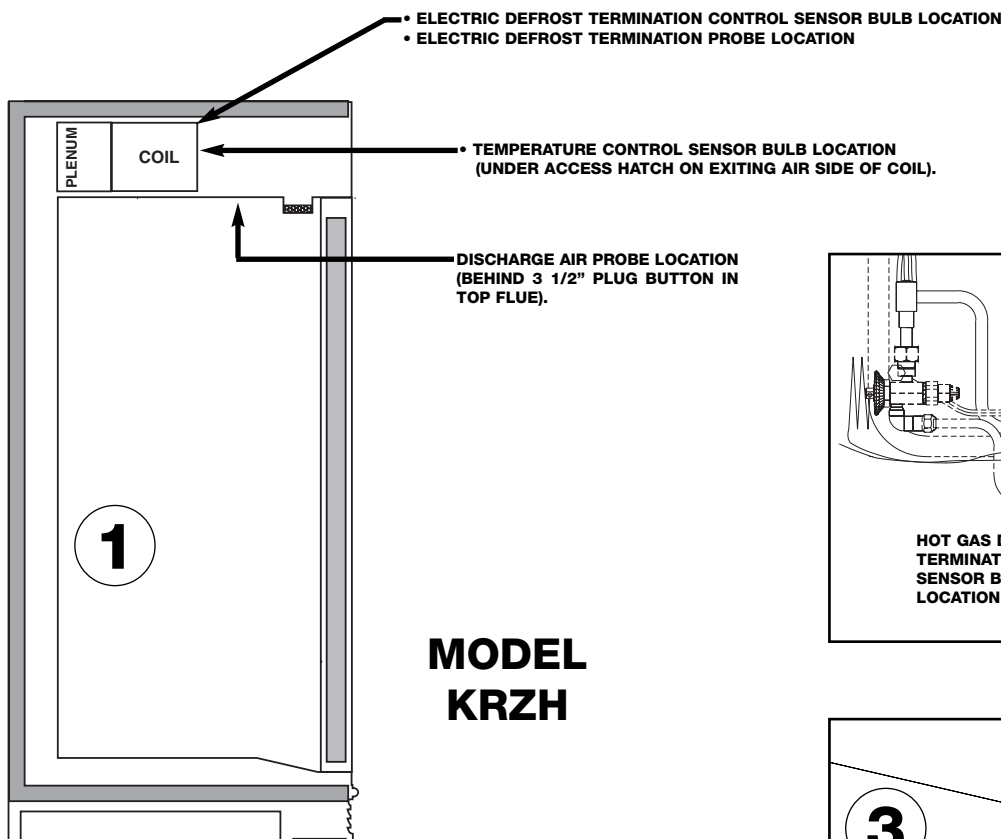 • ELECTRIC DEFROST TERMINATION CONTROL SENSOR BULB LOCATION
• ELECTRIC DEFROST TERMINATION PROBE LOCATION
PLENUM
COIL
• TEMPERATURE CONTROL SENSOR BULB LOCATION
(UNDER ACCESS HATCH ON EXITING AIR SIDE OF COIL).
DISCHARGE AIR PROBE LOCATION
(BEHIND 3 1/2” PLUG BUTTON IN
TOP FLUE).
1
HOT GAS D
TERMINAT
SENSOR B
LOCATION
MODEL
KRZH
3